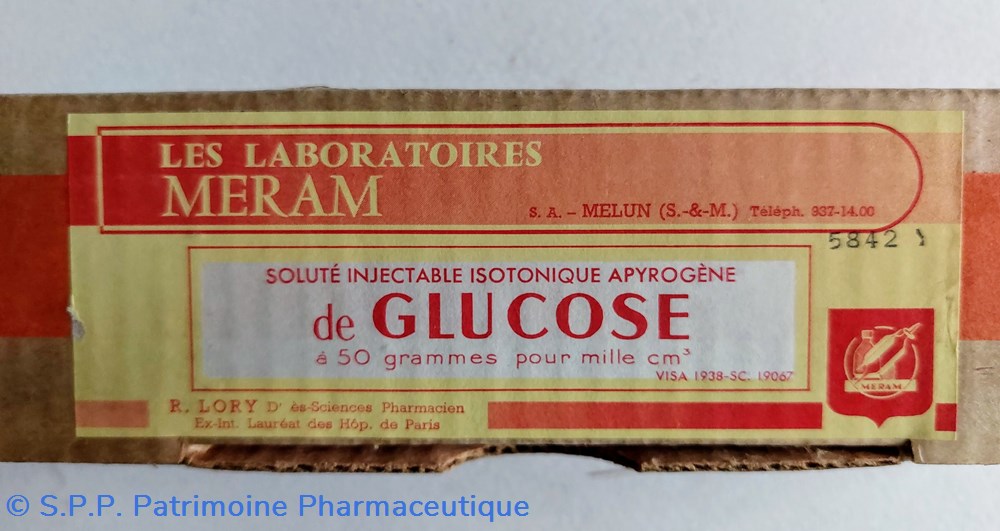 LES LABORATOIRES
MERAM
S. A. – MELUN (S.-&-M.) Téléph. 937-14.00
5842
SOLUTÉ INJECTABLE ISOTONIQUE APYROGÈNE
de GLUCOSE
à 50 grammes pour mille cm³
VISA 1938-SC. 19067
MERAM
R. LORY Dʳ ès-Sciences Pharmacien
Ex-Int. Lauréat des Hôp. de Paris
© S.P.P. Patrimoine Pharmaceutique